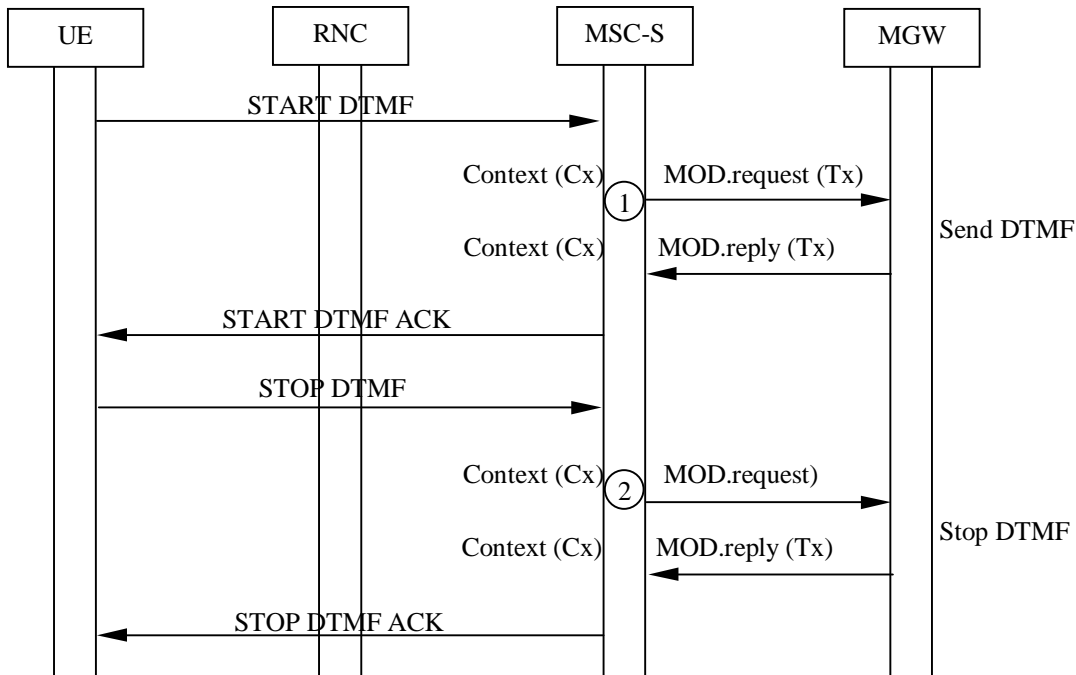 UE
RNC
MSC-S
MGW
START DTMF
Context (Cx)
MOD.request (Tx)
1
Send DTMF
Context (Cx)
MOD.reply (Tx)
START DTMF ACK
STOP DTMF
Context (Cx)
MOD.request)
2
Stop DTMF
Context (Cx)
MOD.reply (Tx)
STOP DTMF ACK